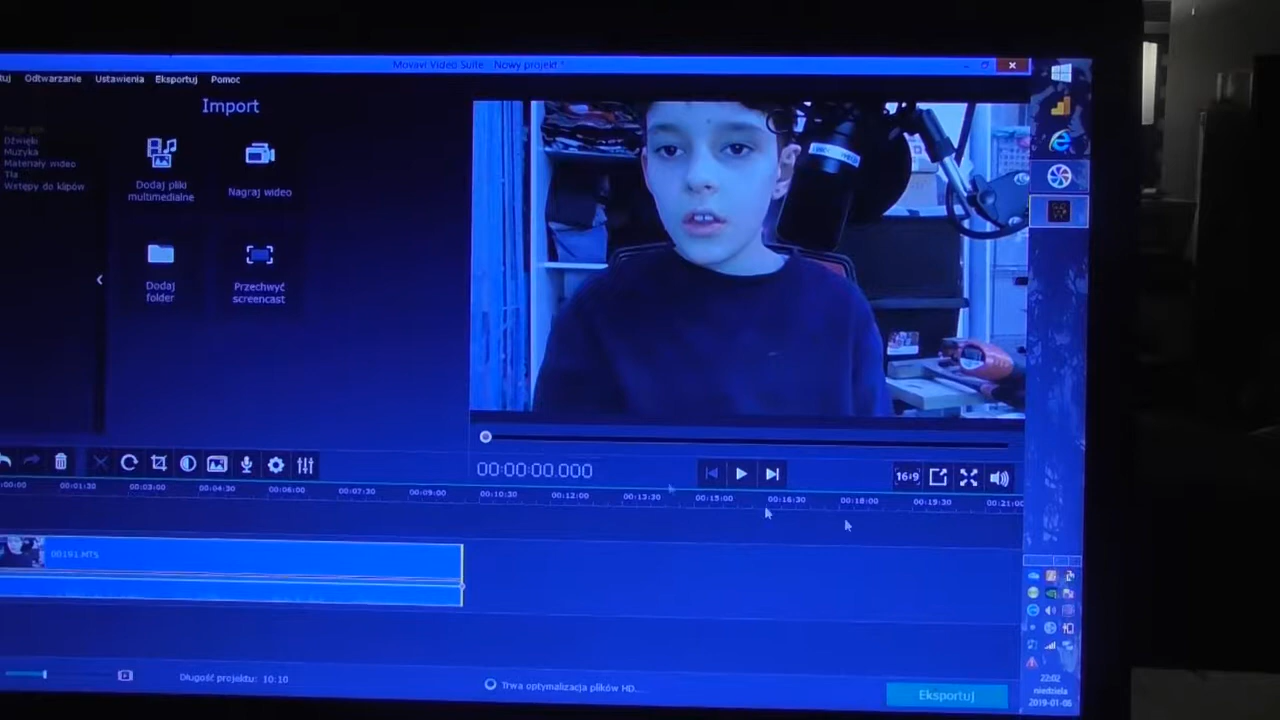 Movavi Video Suite - Nowy projekt *
tuj Odtwarzanie Ustawienia Eksportuj Pomoc
Import
Dźwięki
Muzyka
Materiały wideo
Tła
Wstępy do klipów
Dodaj pliki
multimedialne
Nagraj wideo
Dodaj
folder
Przechwyć
screencast
00:00:00.000
16:9
00:00 00:01:30 00:03:00 00:04:30 00:06:00 00:07:30 00:09:00 00:10:30 00:12:00 00:13:30 00:15:00 00:16:30 00:18:00 00:19:30 00:21:00
00191.MTS
Długość projektu: 10:10
Trwa optymalizacja plików HD...
Eksportuj
22:02
niedziela
2019-01-06